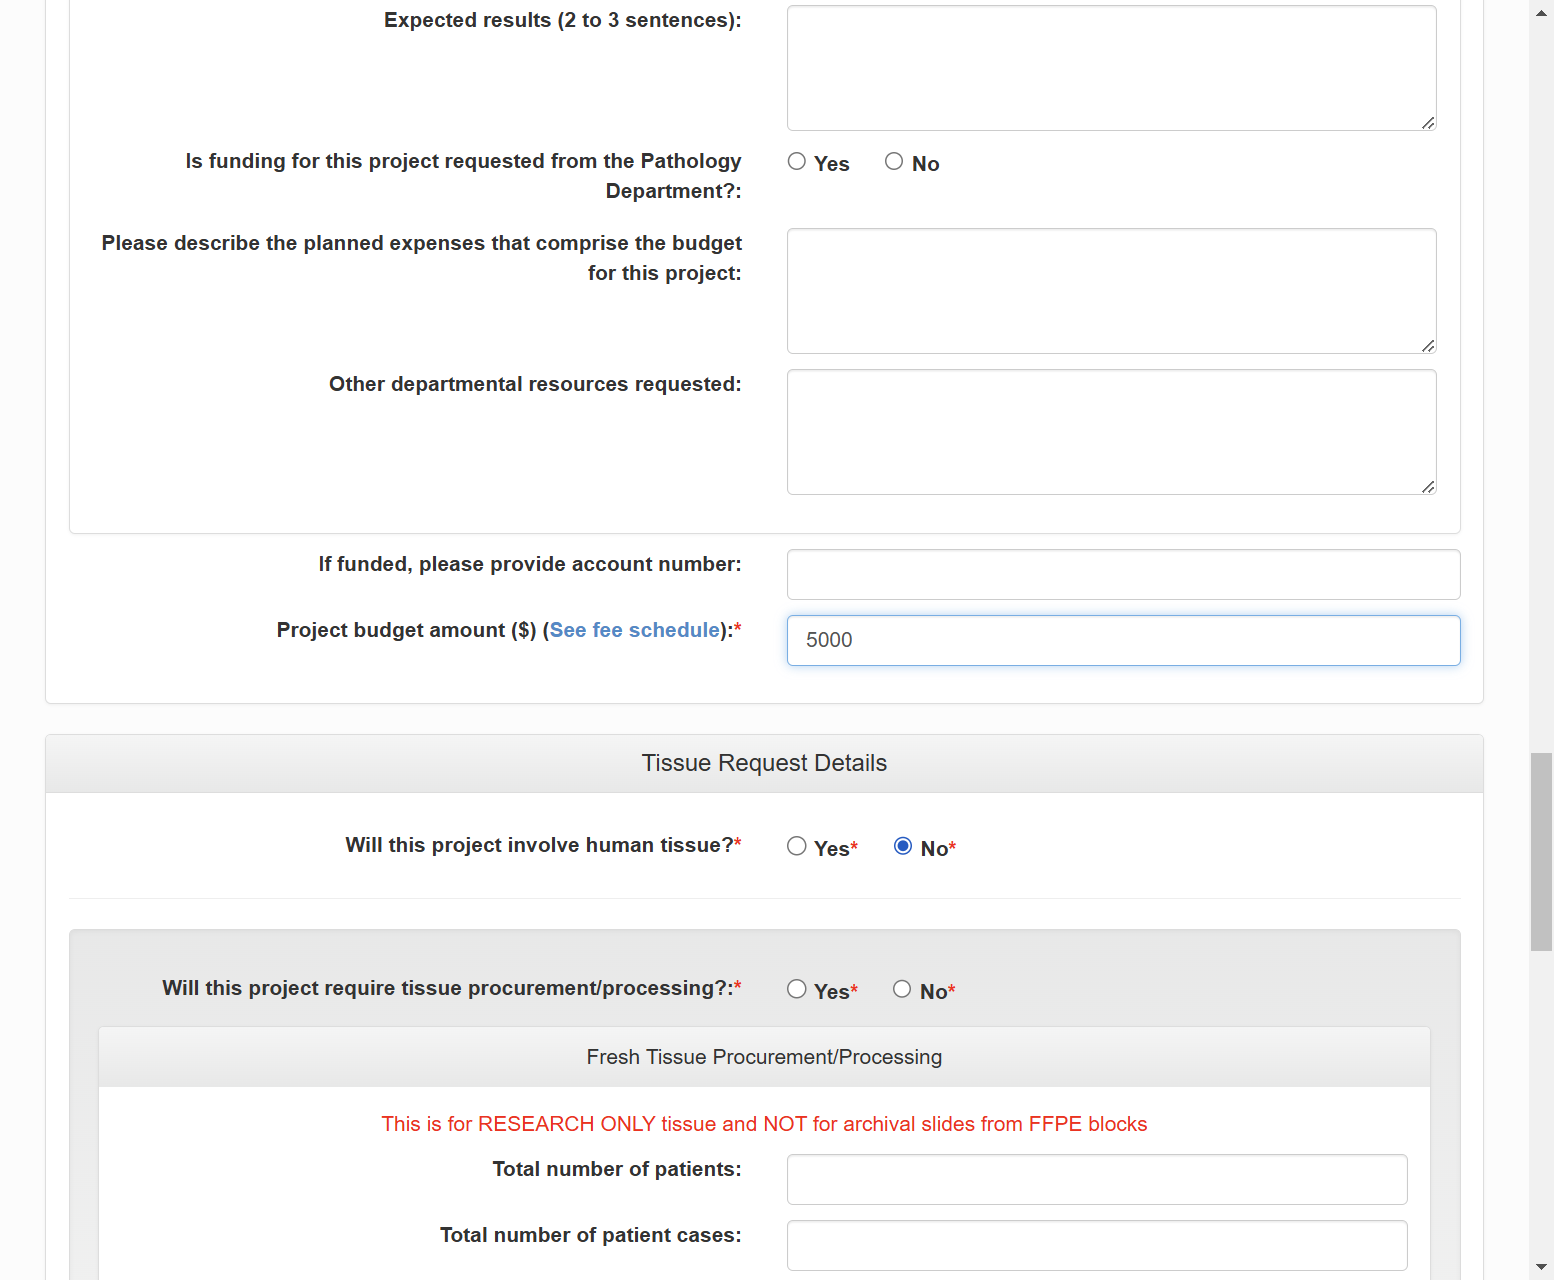 Expected results (2 to 3 sentences):
Is funding for this project requested from the Pathology
Department?:
Yes No
Please describe the planned expenses that comprise the budget
for this project:
Other departmental resources requested:
If funded, please provide account number:
Project budget amount ($) (See fee schedule):*
5000
Tissue Request Details
Will this project involve human tissue?*
Yes* No*
Will this project require tissue procurement/processing?:*
Yes* No*
Fresh Tissue Procurement/Processing
This is for RESEARCH ONLY tissue and NOT for archival slides from FFPE blocks
Total number of patients:
Total number of patient cases: